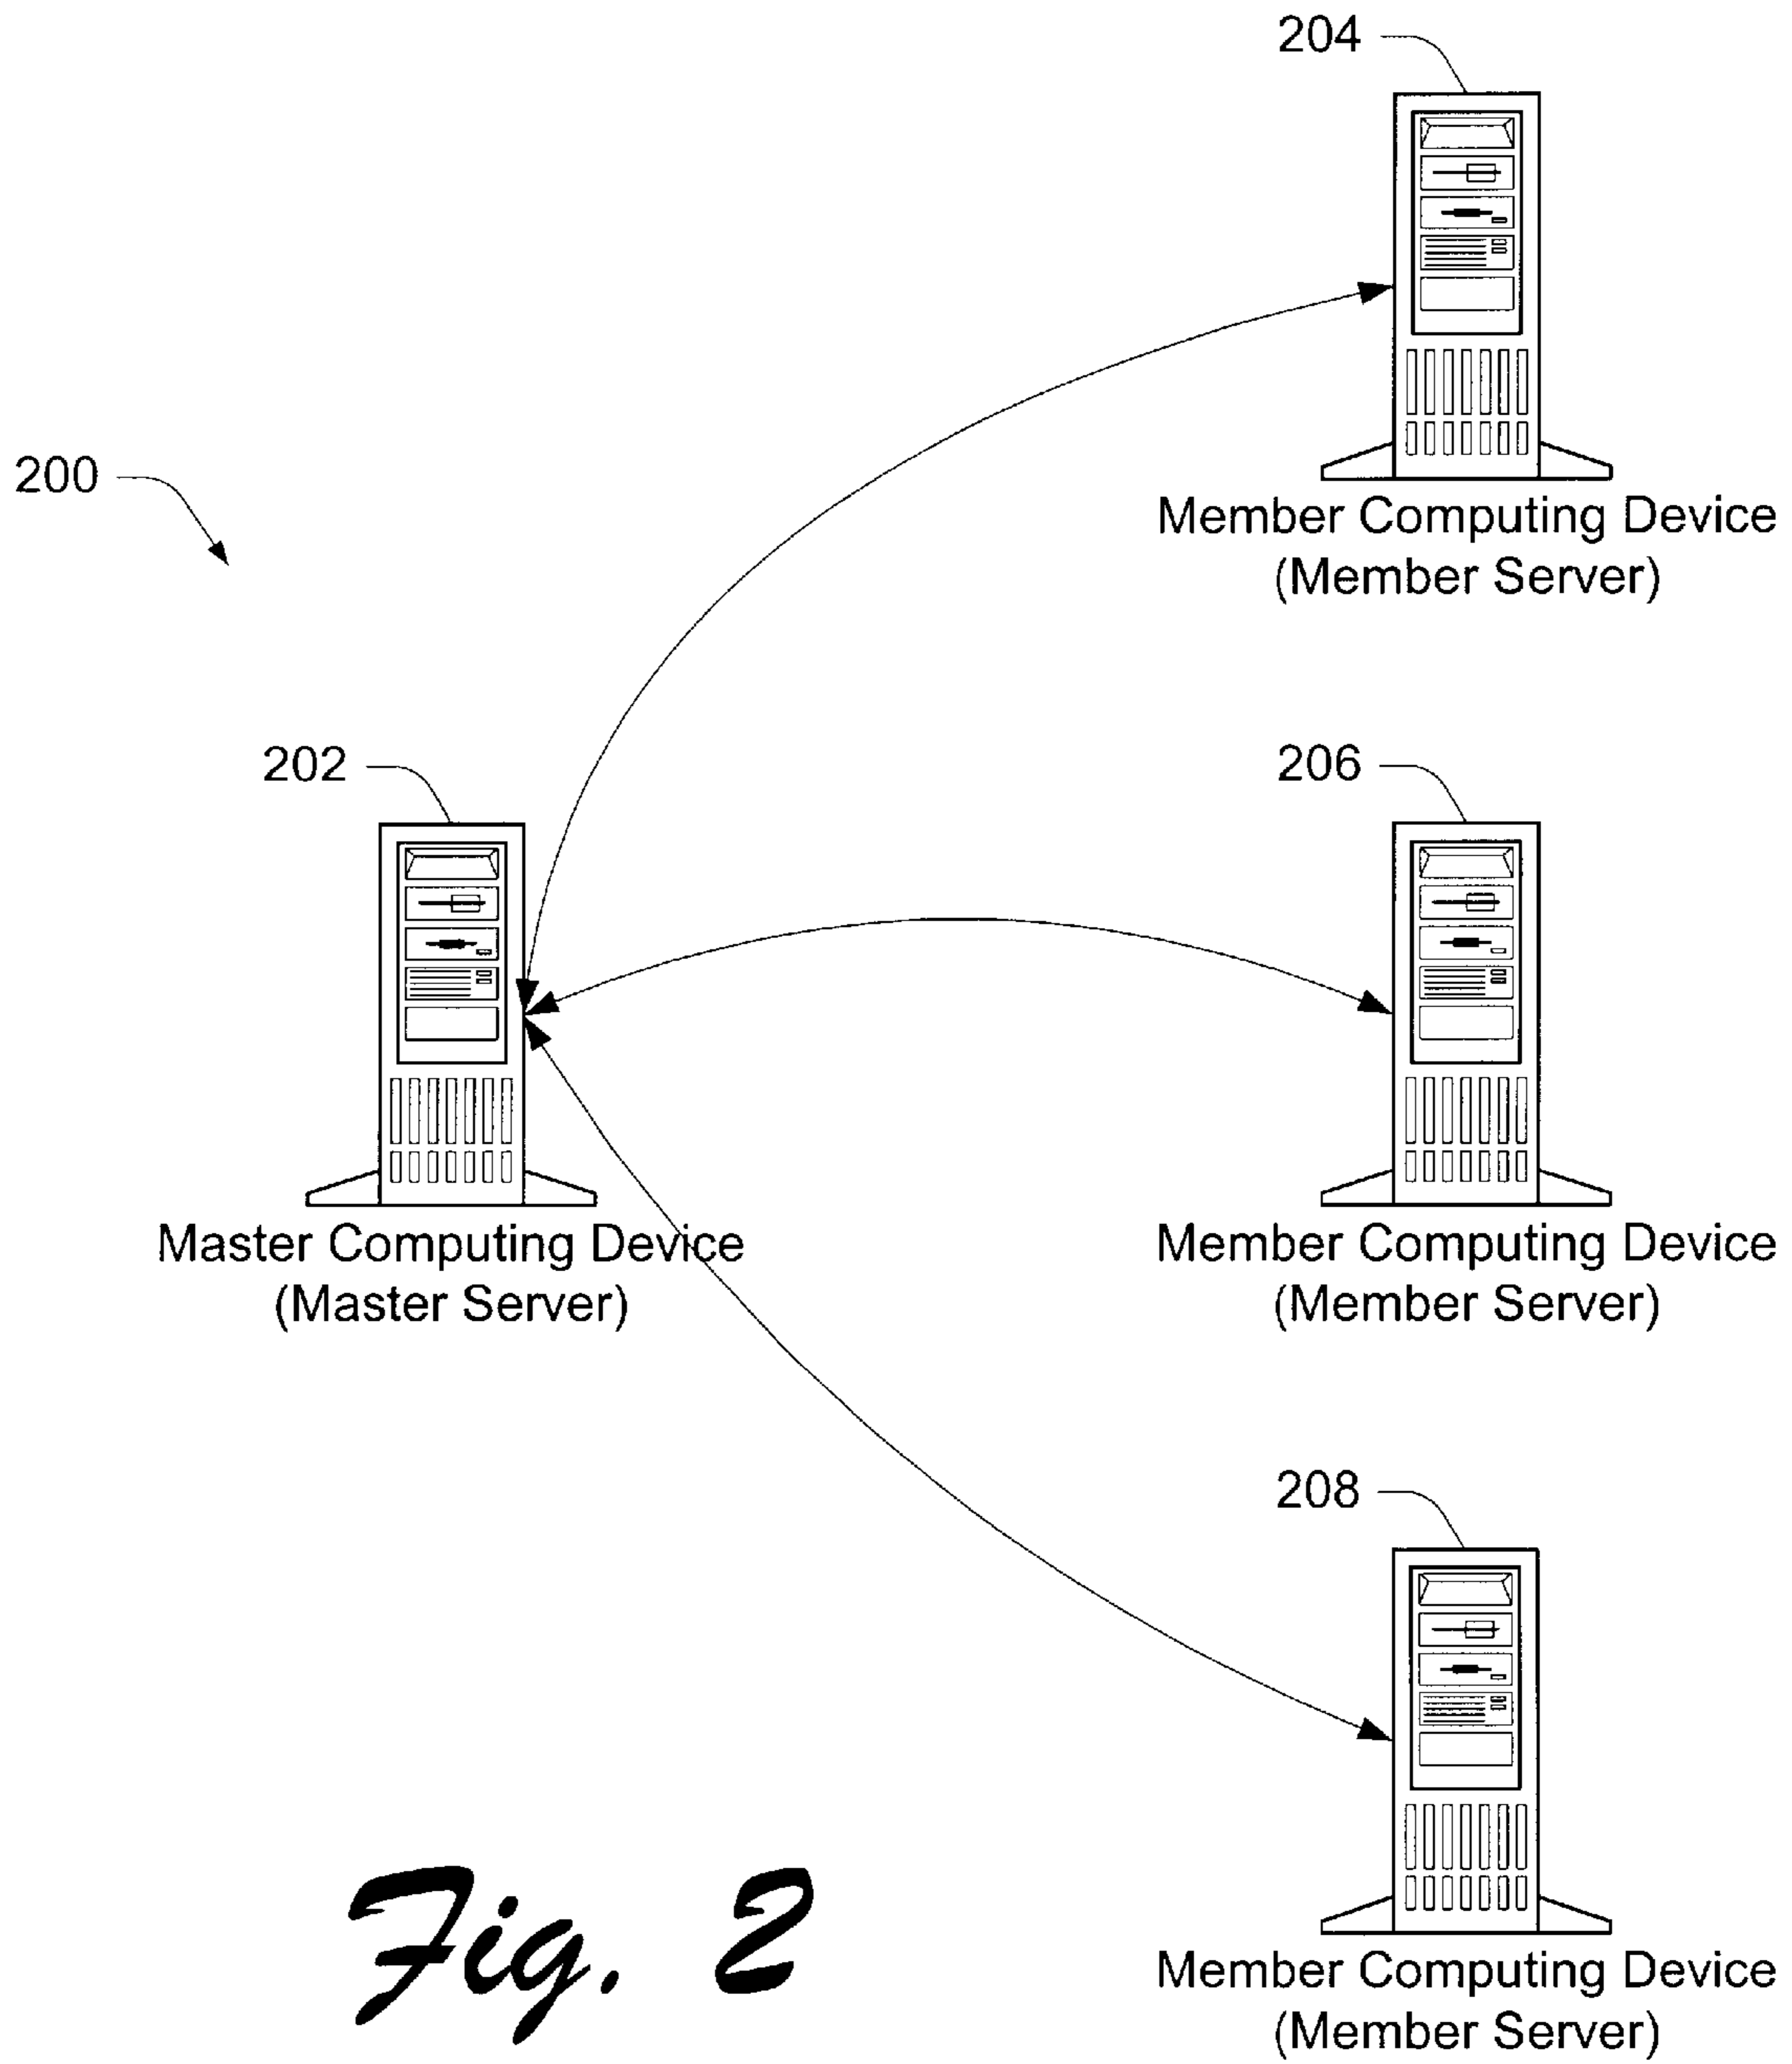 204
Member Computing Device
(Member Server)
200
202
Master Computing Device
(Master Server)
206
Member Computing Device
(Member Server)
208
Member Computing Device
(Member Server)
Fig. 2